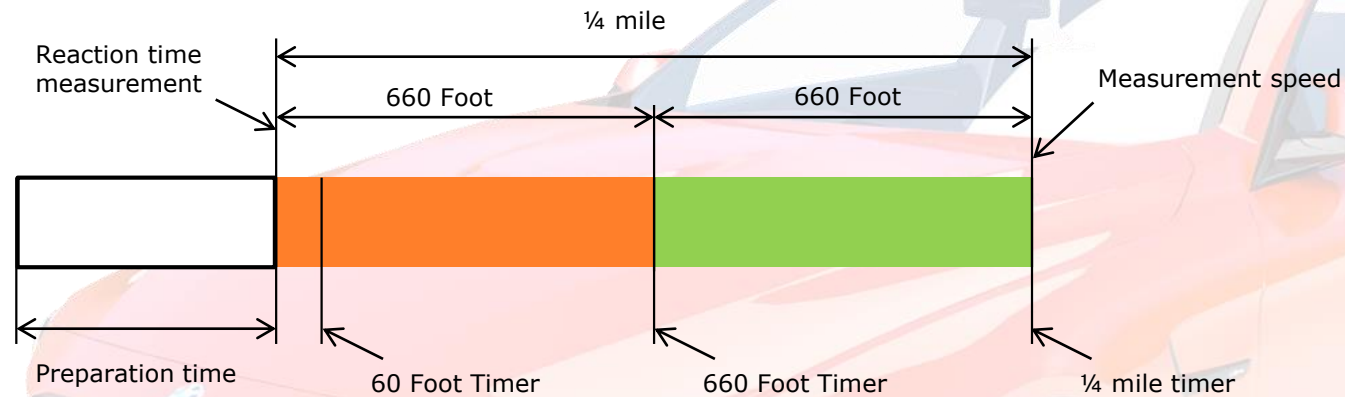 ¼ mile
Reaction time
measurement
660 Foot
660 Foot
Measurement speed
Preparation time
60 Foot Timer
660 Foot Timer
¼ mile timer